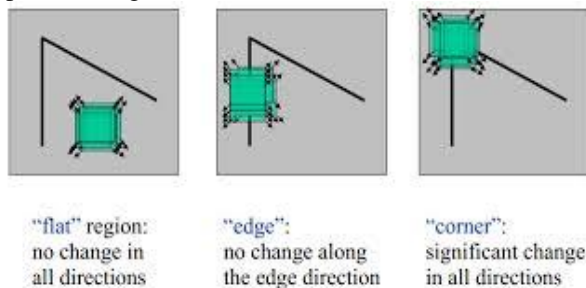 “flat” region:
no change in
all directions
“edge”:
no change along
the edge direction
“corner”:
significant change
in all directions